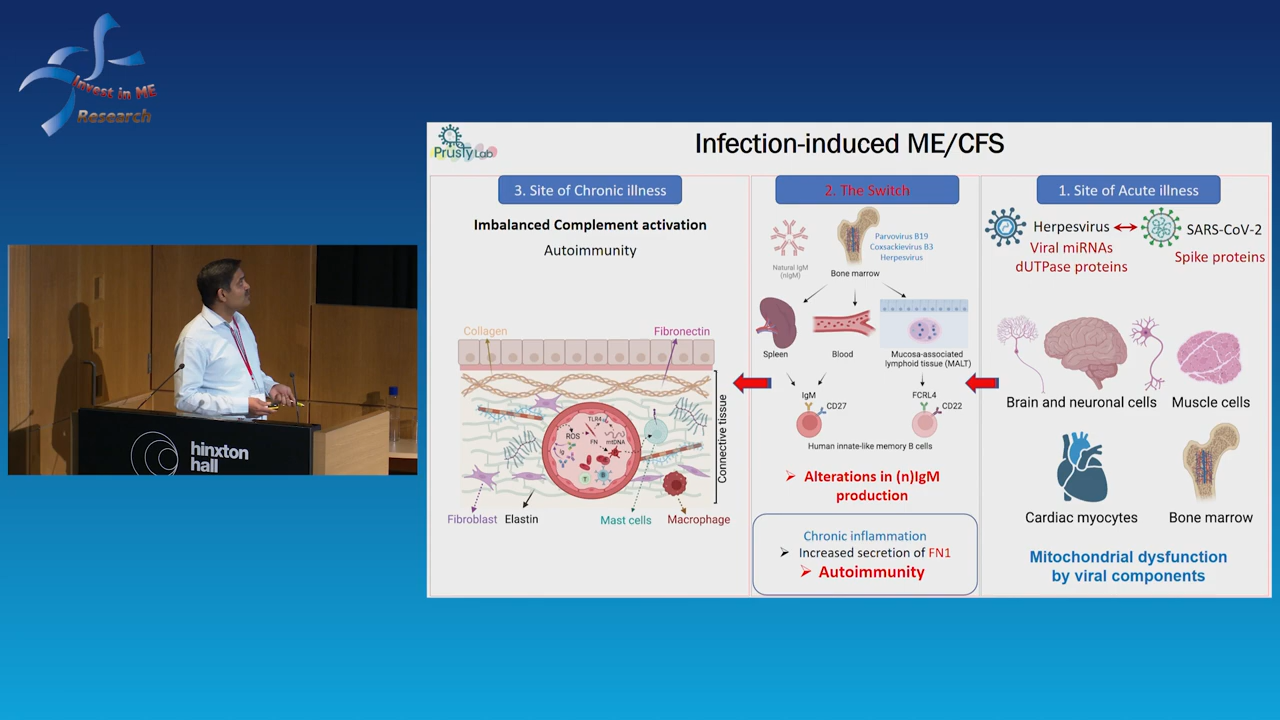 Invest in ME
Research
hinxton
hall
Prusty Lab
Infection-induced ME/CFS
3. Site of Chronic illness
Imbalanced Complement activation
Autoimmunity
Collagen
Fibronectin
TLR4
ROS
FN
mtDNA
T
Connective tissue
Fibroblast
Elastin
Mast cells
Macrophage
2. The Switch
Natural IgM
(nIgM)
Parvovirus B19
Coxsackievirus B3
Herpesvirus
Bone marrow
Spleen
Blood
Mucosa-associated
lymphoid tissue (MALT)
IgM
CD27
FCRL4
CD22
Human innate-like memory B cells
➢ Alterations in (n)IgM
production
Chronic inflammation
➢ Increased secretion of FN1
➢ Autoimmunity
1. Site of Acute illness
Herpesvirus
SARS-CoV-2
Viral miRNAs
dUTPase proteins
Spike proteins
Brain and neuronal cells
Muscle cells
Cardiac myocytes
Bone marrow
Mitochondrial dysfunction
by viral components